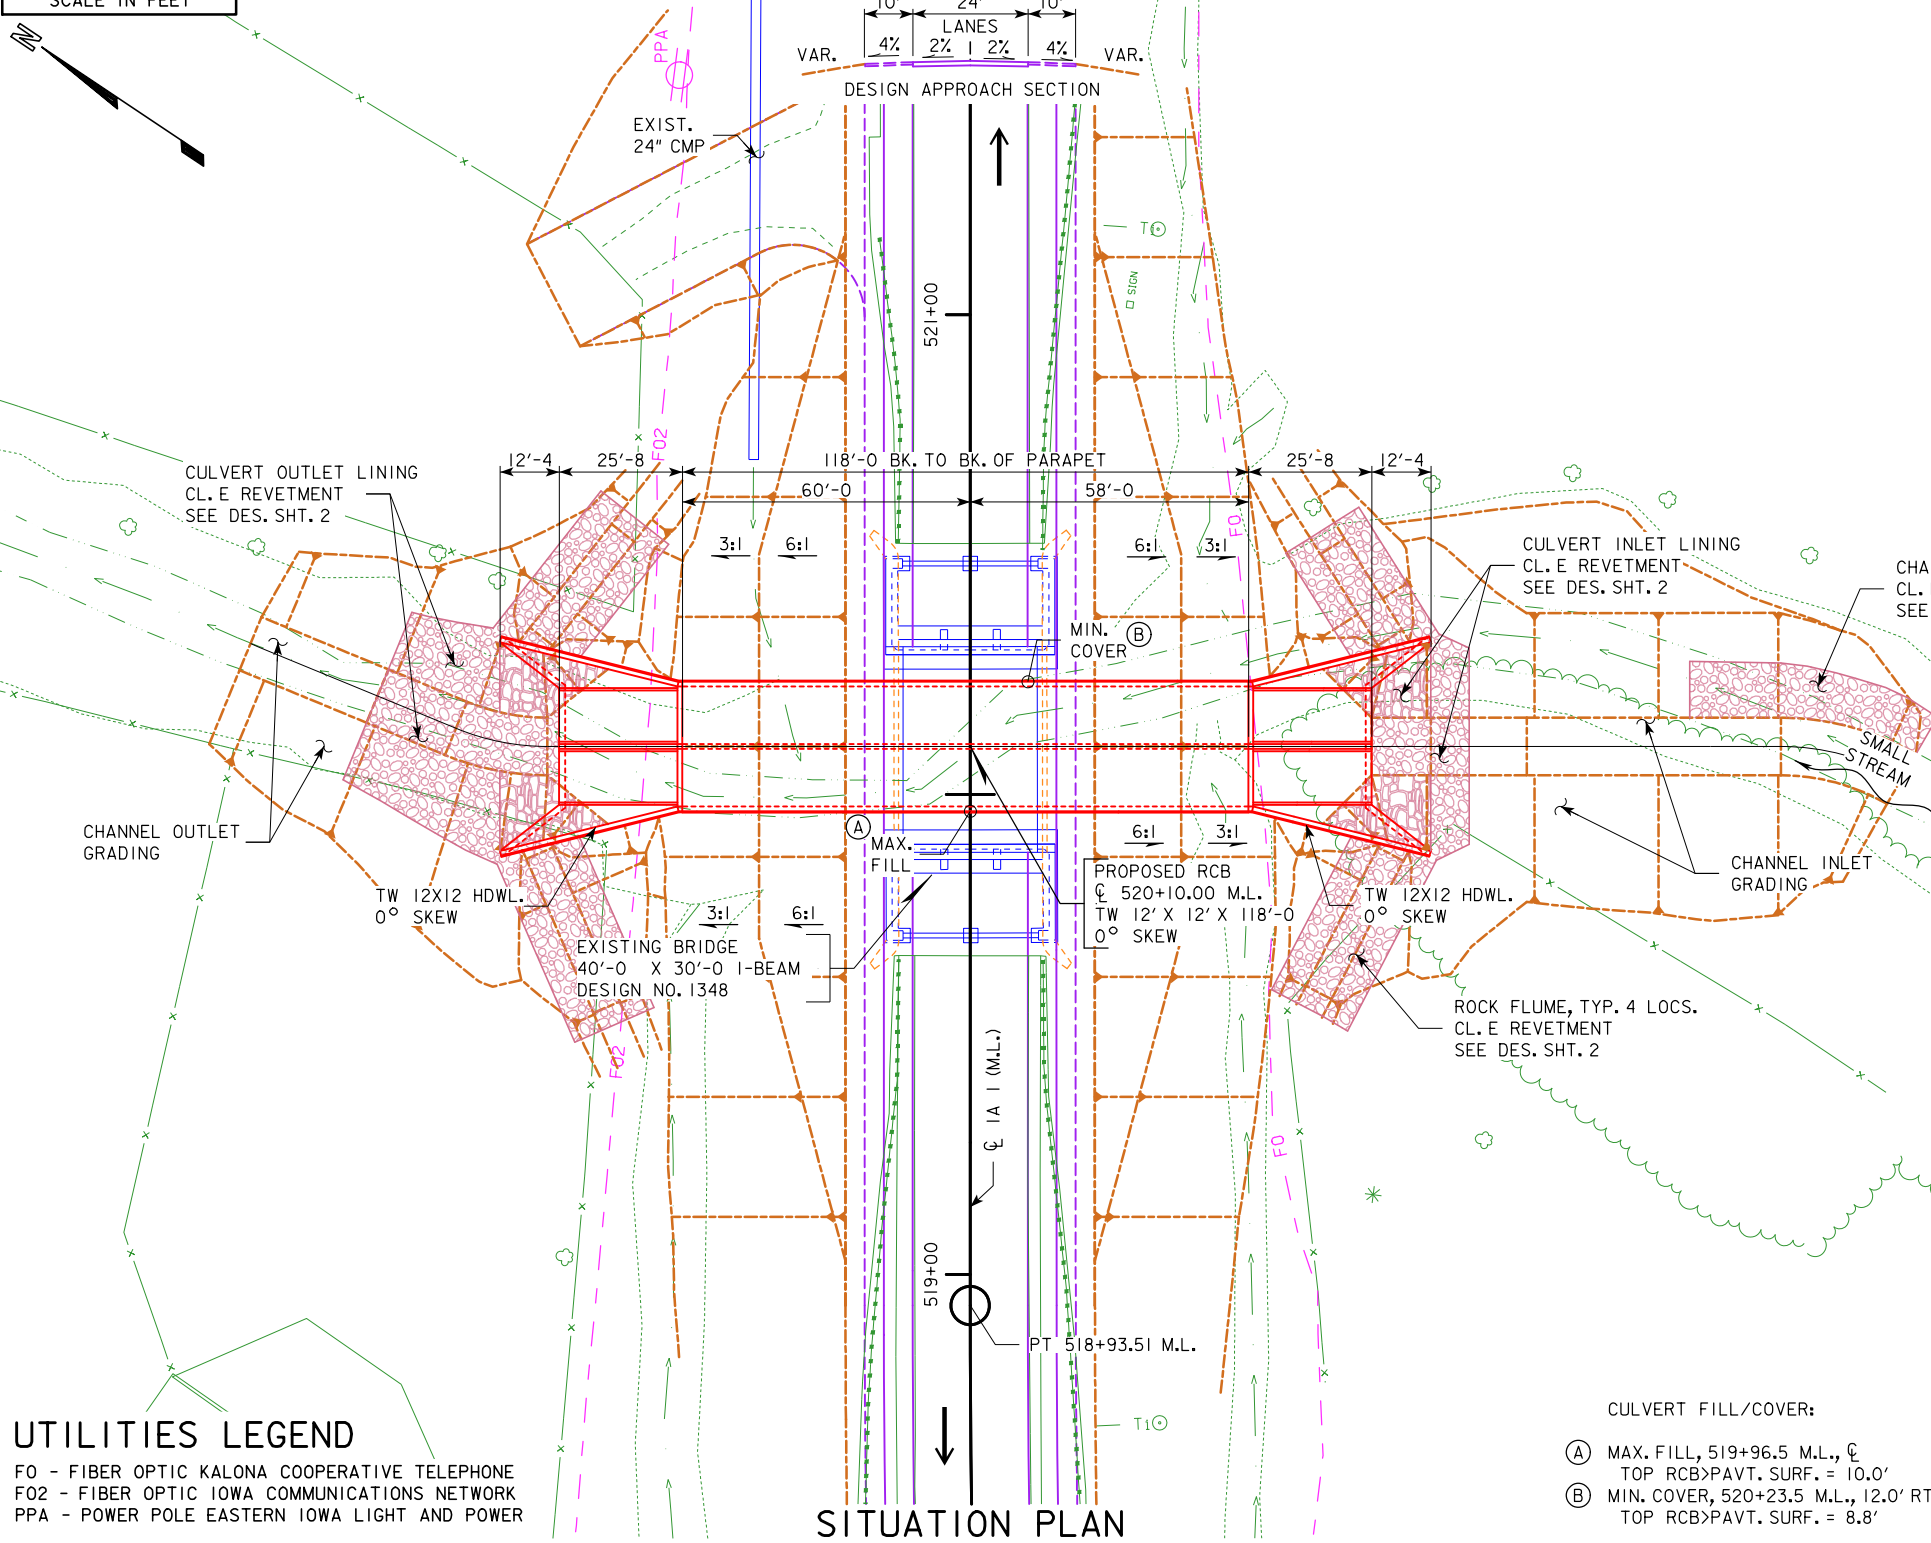 SCALE IN FEET
N
10' 24' 10'
LANES
VAR. 4% 2% 2% 4% VAR.
DESIGN APPROACH SECTION
PPA
EXIST.
24" CMP
SIGN
521+00
FO2
FO
12'-4 25'-8 118'-0 BK. TO BK. OF PARAPET 25'-8 12'-4
60'-0 58'-0
CULVERT OUTLET LINING
CL. E REVETMENT
SEE DES. SHT. 2
3:1 6:1 6:1 3:1
CULVERT INLET LINING
CL. E REVETMENT
SEE DES. SHT. 2
CHA
CL.
SEE
MIN.
COVER B
SMALL
STREAM
CHANNEL OUTLET
GRADING
A
MAX.
FILL
6:1 3:1
CHANNEL INLET
GRADING
PROPOSED RCB
℄ 520+10.00 M.L.
TW 12' X 12' X 118'-0
0° SKEW
TW 12X12 HDWL.
0° SKEW
TW 12X12 HDWL.
0° SKEW
3:1 6:1
EXISTING BRIDGE
40'-0 X 30'-0 I-BEAM
DESIGN NO. 1348
ROCK FLUME, TYP. 4 LOCS.
CL. E REVETMENT
SEE DES. SHT. 2
FO2
FO
℄ IA 1 (M.L.)
519+00
PT 518+93.51 M.L.
T1
UTILITIES LEGEND
FO - FIBER OPTIC KALONA COOPERATIVE TELEPHONE
FO2 - FIBER OPTIC IOWA COMMUNICATIONS NETWORK
PPA - POWER POLE EASTERN IOWA LIGHT AND POWER
SITUATION PLAN
CULVERT FILL/COVER:
A MAX. FILL, 519+96.5 M.L., ℄
TOP RCB>PAVT. SURF. = 10.0'
B MIN. COVER, 520+23.5 M.L., 12.0' RT
TOP RCB>PAVT. SURF. = 8.8'